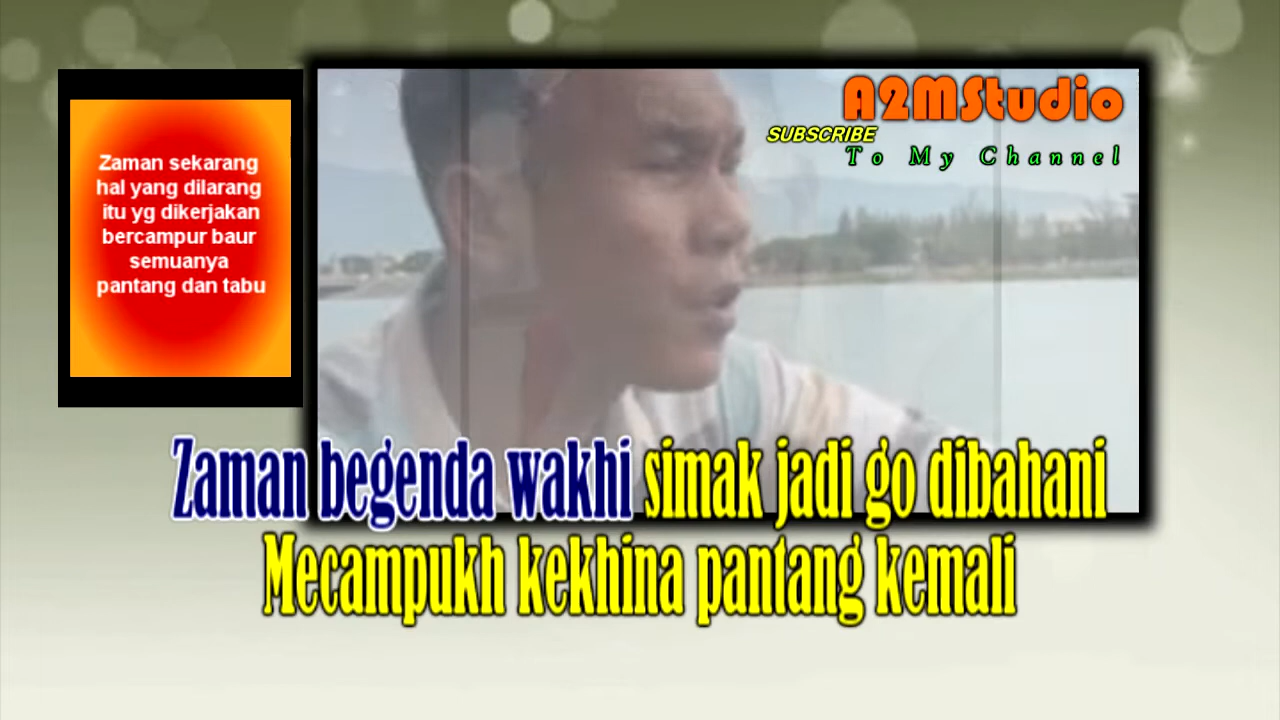 A2MStudio
SUBSCRIBE
To My Channel
Zaman sekarang
hal yang dilarang
itu yg dikerjakan
bercampur baur
semuanya
pantang dan tabu
Zaman begenda wakhi simak jadi go dibahani
Mecampukh kekhina pantang kemali